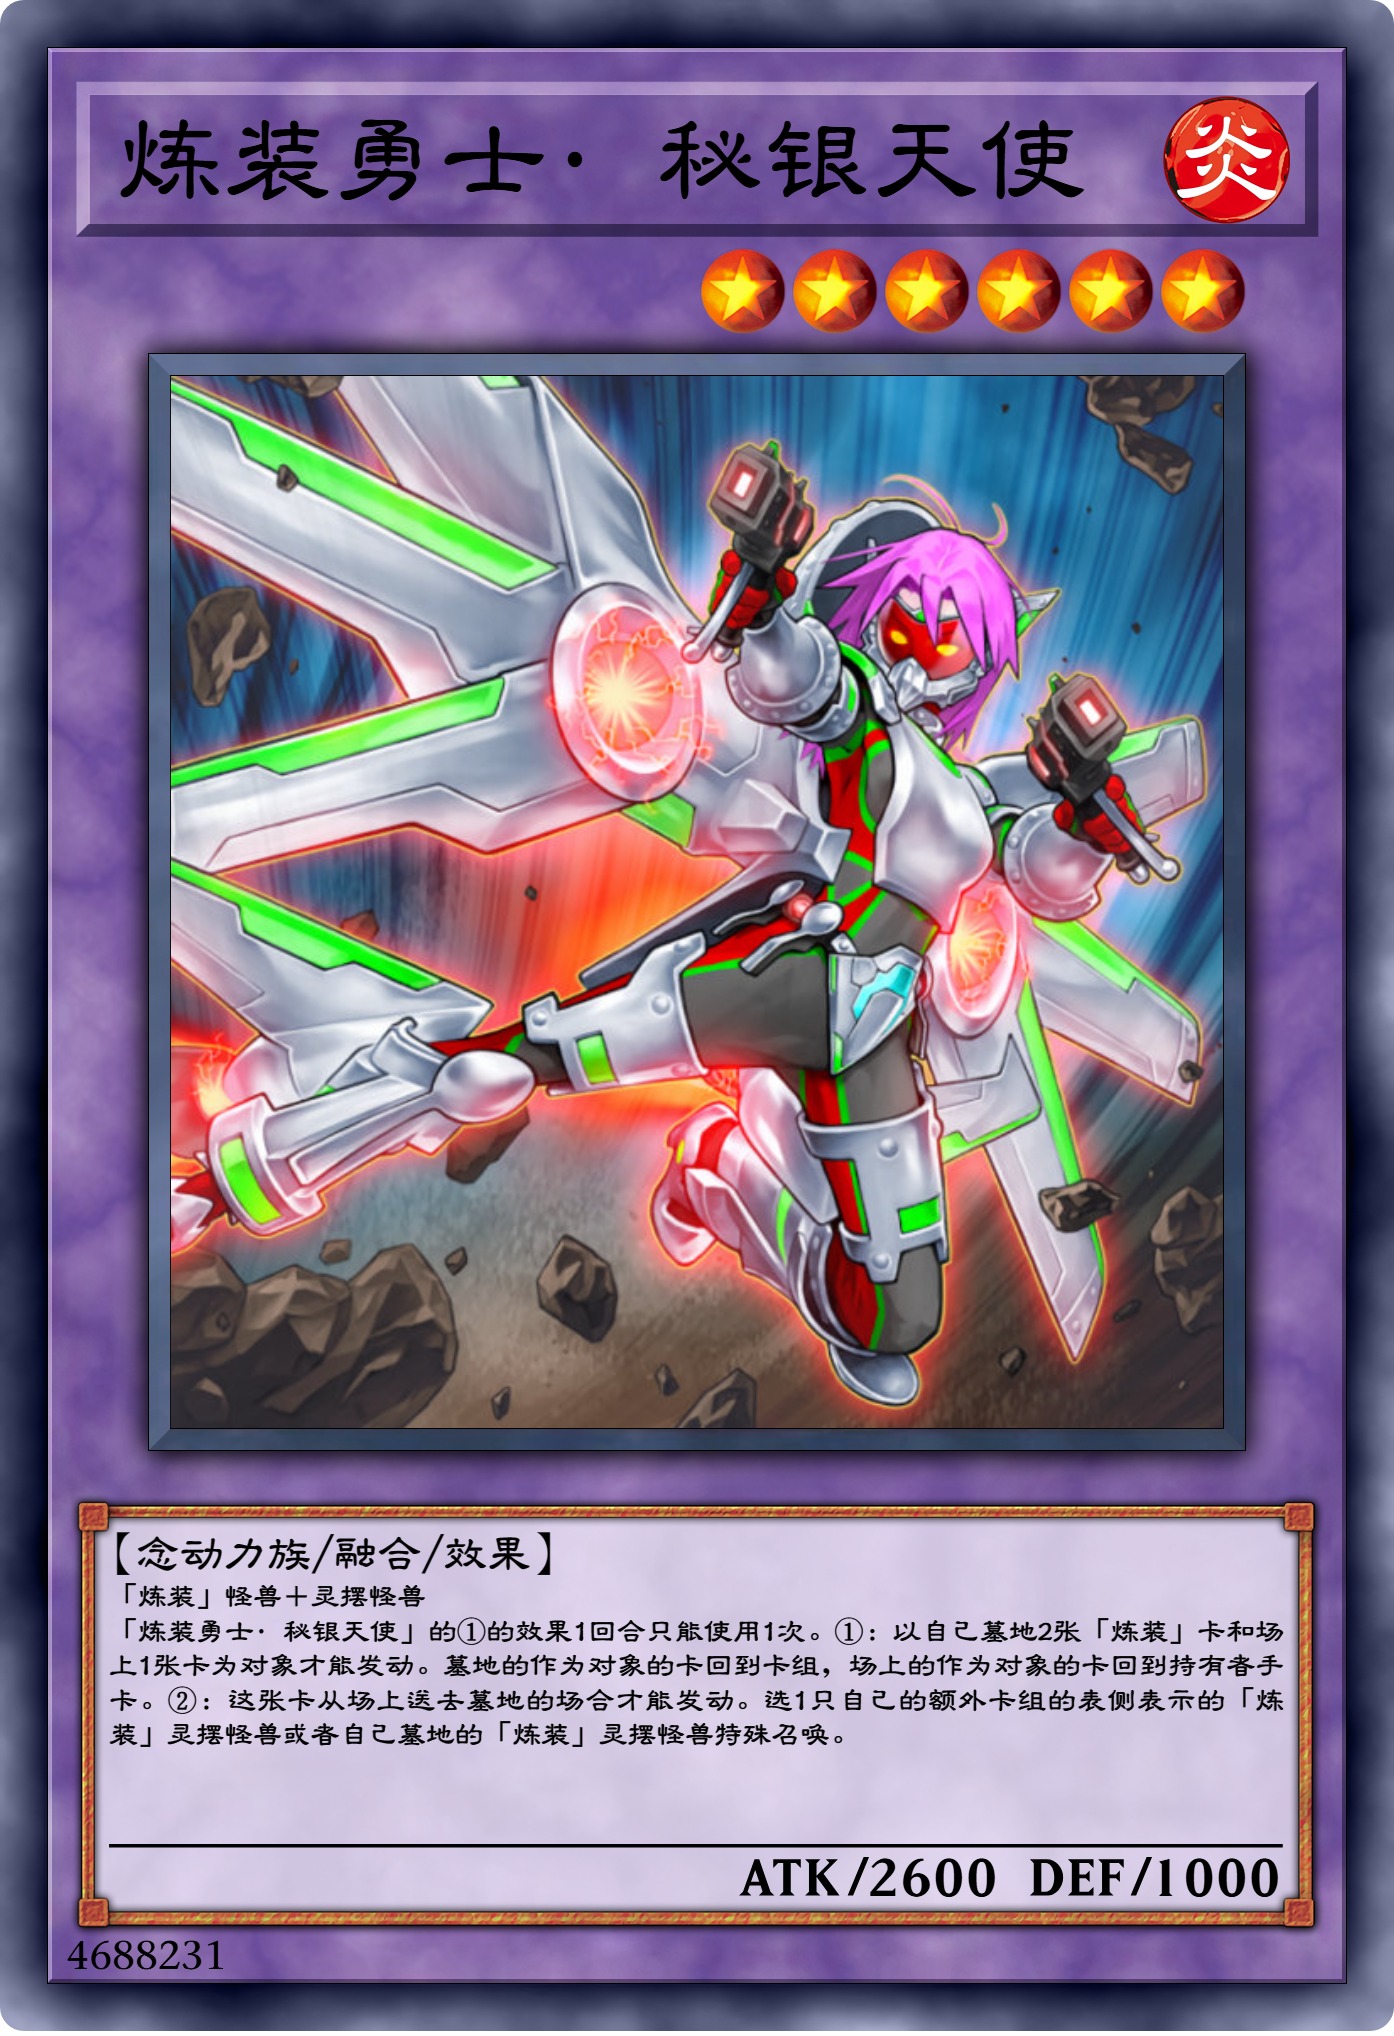 炼装勇士·秘银天使
炎
【念动力族/融合/效果】
「炼装」怪兽＋灵摆怪兽
「炼装勇士·秘银天使」的①的效果1回合只能使用1次。①：以自己墓地2张「炼装」卡和场
上1张卡为对象才能发动。墓地的作为对象的卡回到卡组，场上的作为对象的卡回到持有者手
卡。②：这张卡从场上送去墓地的场合才能发动。选1只自己的额外卡组的表侧表示的「炼
装」灵摆怪兽或者自己墓地的「炼装」灵摆怪兽特殊召唤。
ATK/2600 DEF/1000
4688231